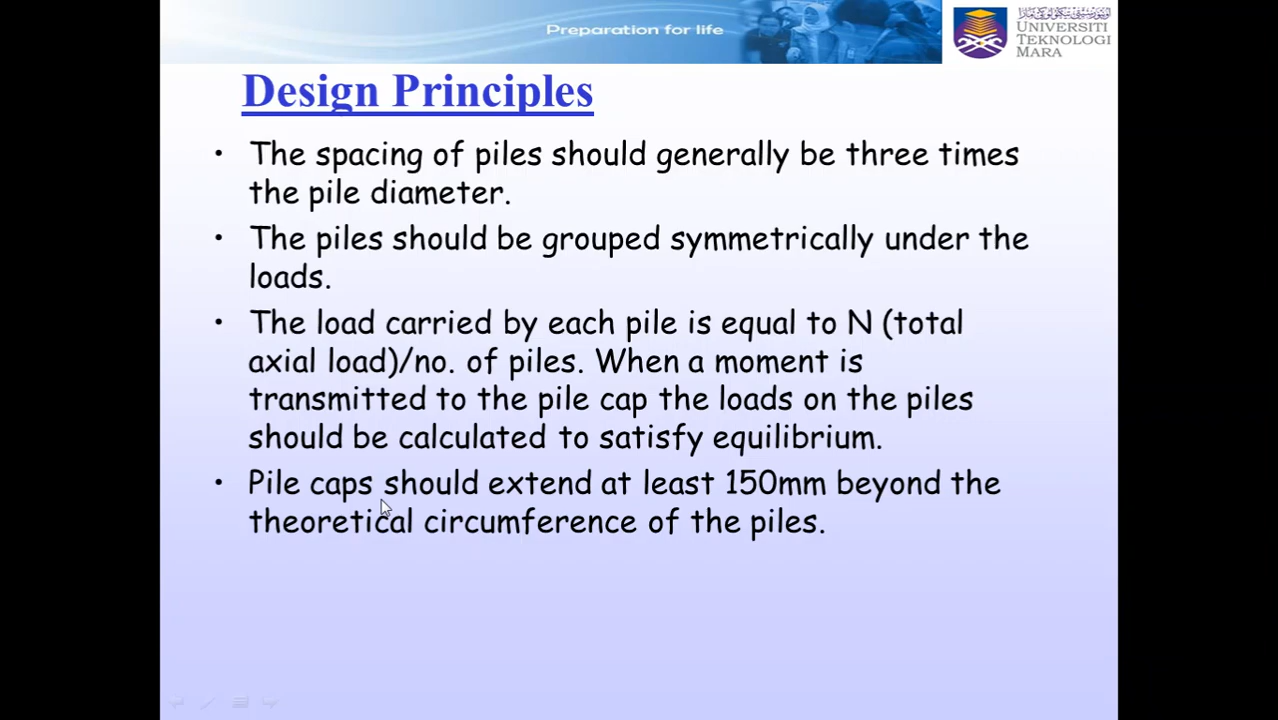 Preparation for life
UNIVERSITI
TEKNOLOGI
MARA
Design Principles
• The spacing of piles should generally be three times
the pile diameter.
• The piles should be grouped symmetrically under the
loads.
• The load carried by each pile is equal to N (total
axial load)/no. of piles. When a moment is
transmitted to the pile cap the loads on the piles
should be calculated to satisfy equilibrium.
• Pile caps should extend at least 150mm beyond the
theoretical circumference of the piles.